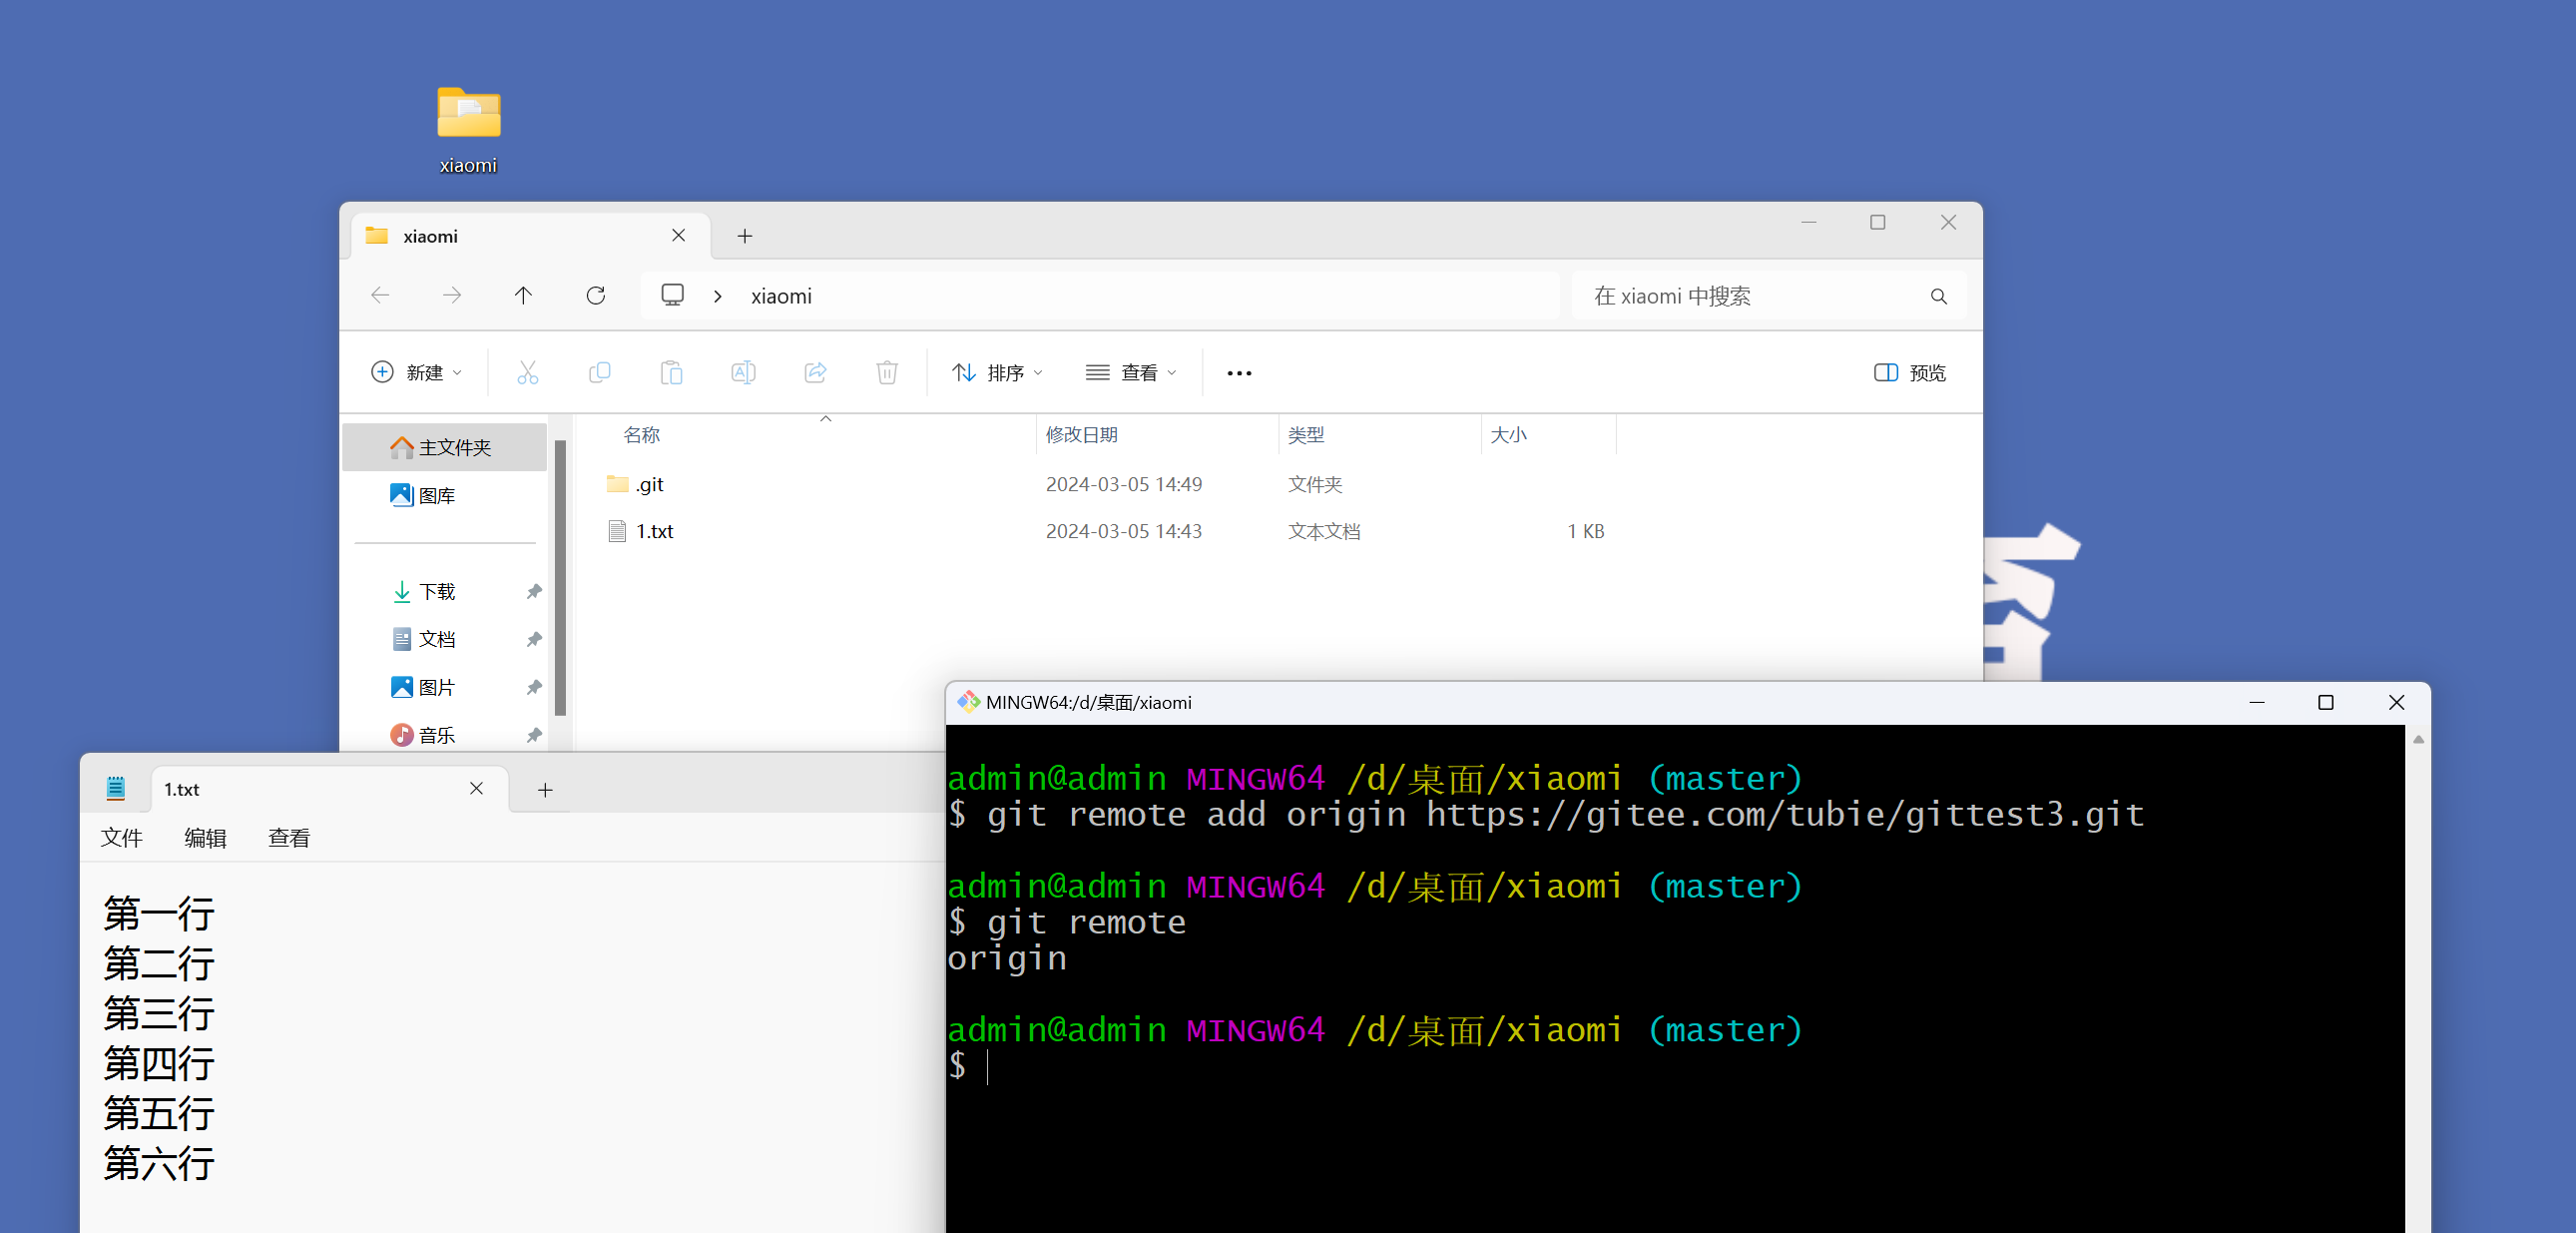 xiaomi
xiaomi
xiaomi
在 xiaomi 中搜索
新建
排序
查看
预览
名称
修改日期
类型
大小
主文件夹
图库
下载
文档
图片
音乐
.git
2024-03-05 14:49
文件夹
1.txt
2024-03-05 14:43
文本文档
1 KB
1.txt
文件
编辑
查看
第一行
第二行
第三行
第四行
第五行
第六行
MINGW64:/d/桌面/xiaomi
admin@admin MINGW64 /d/桌面/xiaomi (master)
$ git remote add origin https://gitee.com/tubie/gittest3.git
admin@admin MINGW64 /d/桌面/xiaomi (master)
$ git remote
origin
admin@admin MINGW64 /d/桌面/xiaomi (master)
$